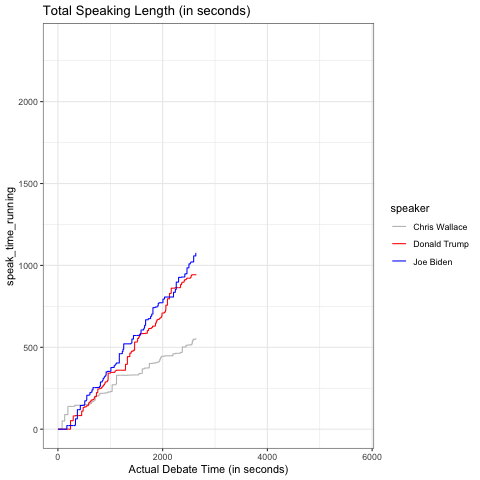 Total Speaking Length (in seconds)
speak_time_running
2000
1500
1000
500
0
0
2000
4000
6000
Actual Debate Time (in seconds)
speaker
Chris Wallace
Donald Trump
Joe Biden